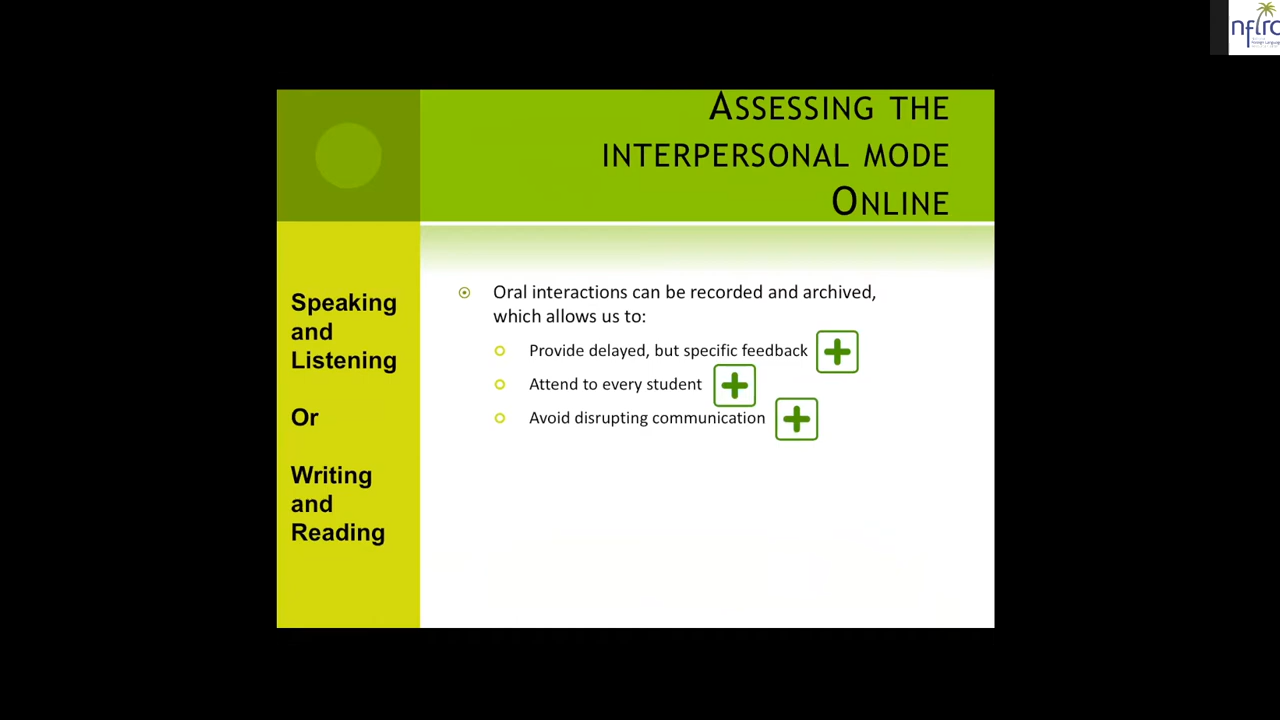 nflrc
ASSESSING THE
INTERPERSONAL MODE
ONLINE
Speaking
and
Listening
Or
Writing
and
Reading
Oral interactions can be recorded and archived,
which allows us to:
Provide delayed, but specific feedback
Attend to every student
Avoid disrupting communication